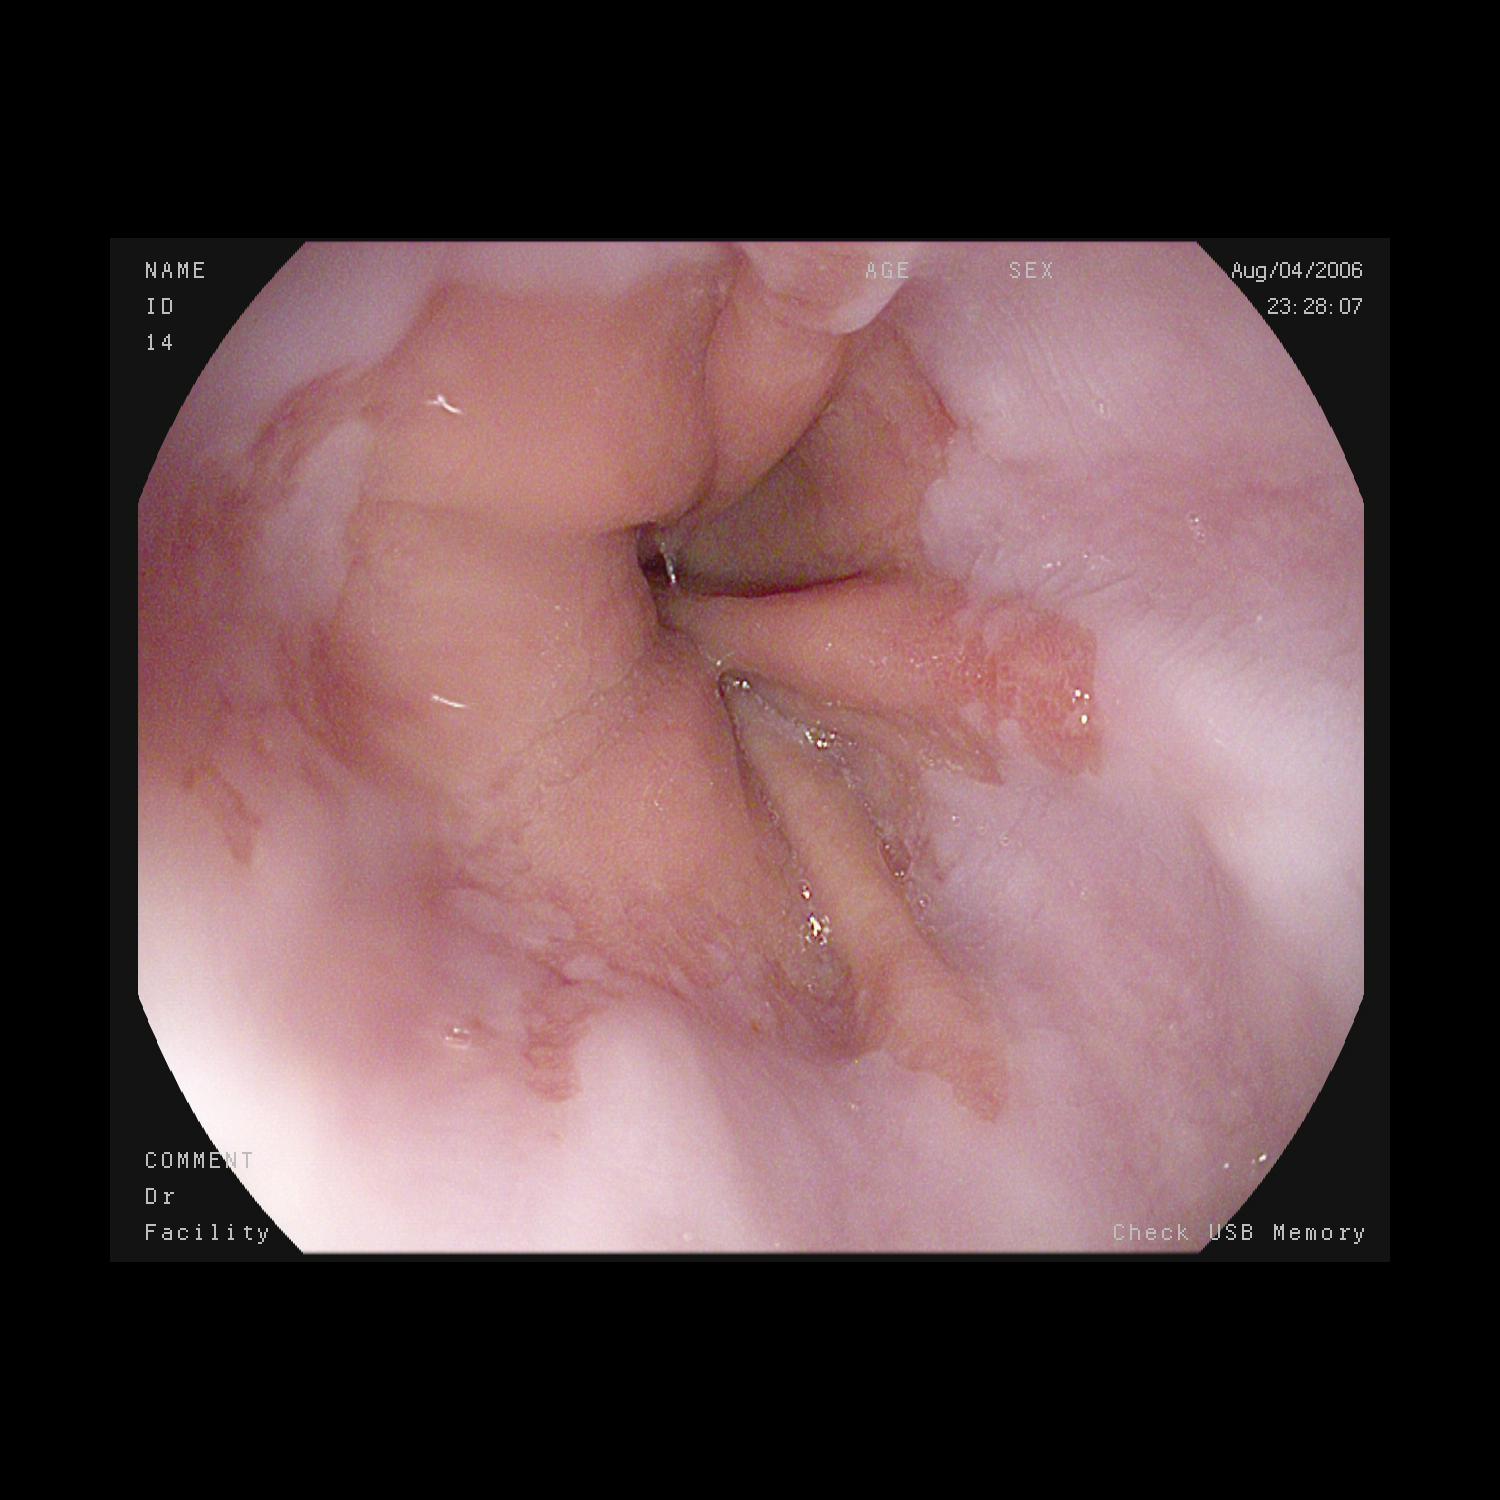 NAME
AGE SEX Aug/04/2006
ID
23:28:07
14
COMMENT
Dr
Facility
Check USB Memory